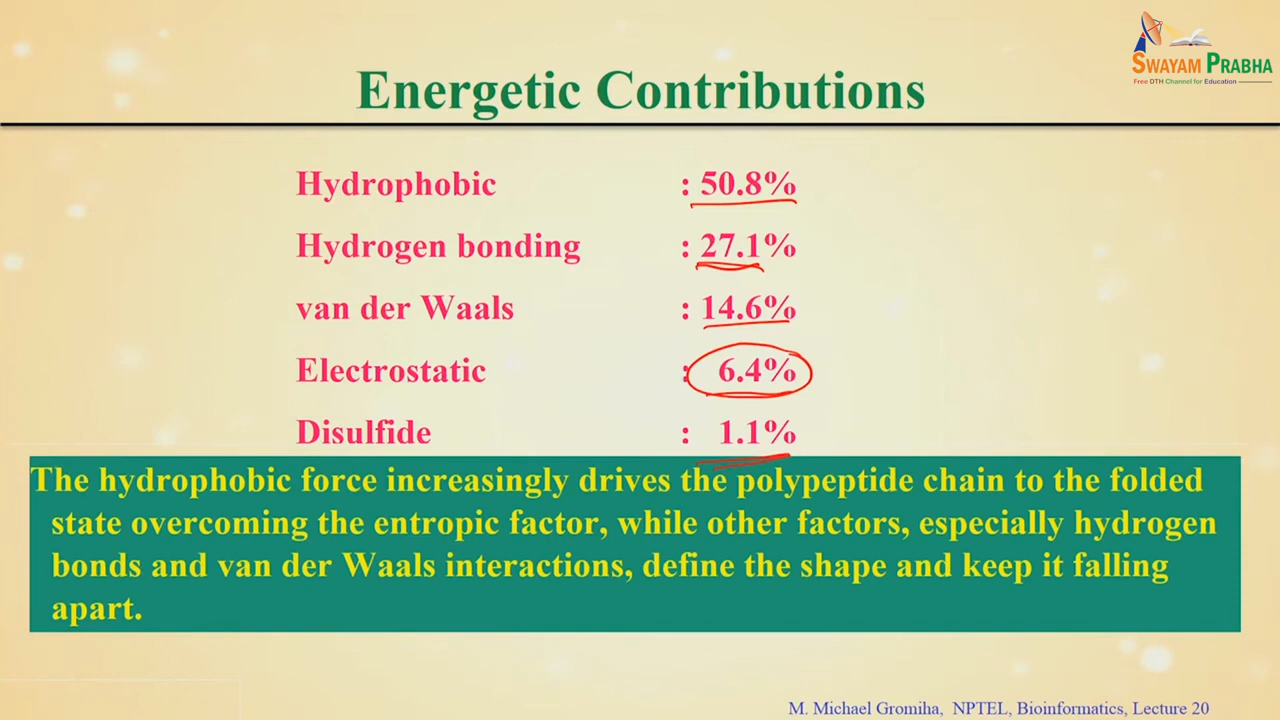 SWAYAM PRABHA
Free DTH Channel for Education
Energetic Contributions
Hydrophobic : 50.8%
Hydrogen bonding : 27.1%
van der Waals : 14.6%
Electrostatic : 6.4%
Disulfide : 1.1%
The hydrophobic force increasingly drives the polypeptide chain to the folded
state overcoming the entropic factor, while other factors, especially hydrogen
bonds and van der Waals interactions, define the shape and keep it falling
apart.
M. Michael Gromiha, NPTEL, Bioinformatics, Lecture 20